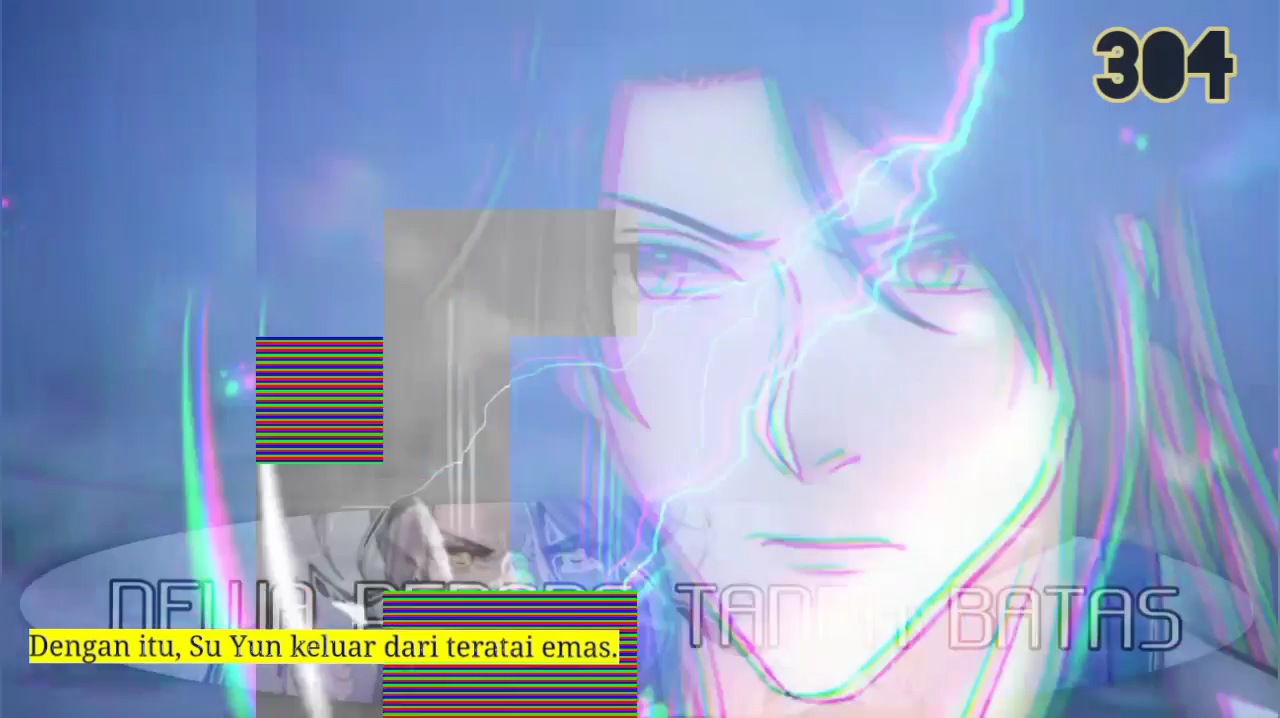 304
TANPA BATAS
Dengan itu, Su Yun keluar dari teratai emas.